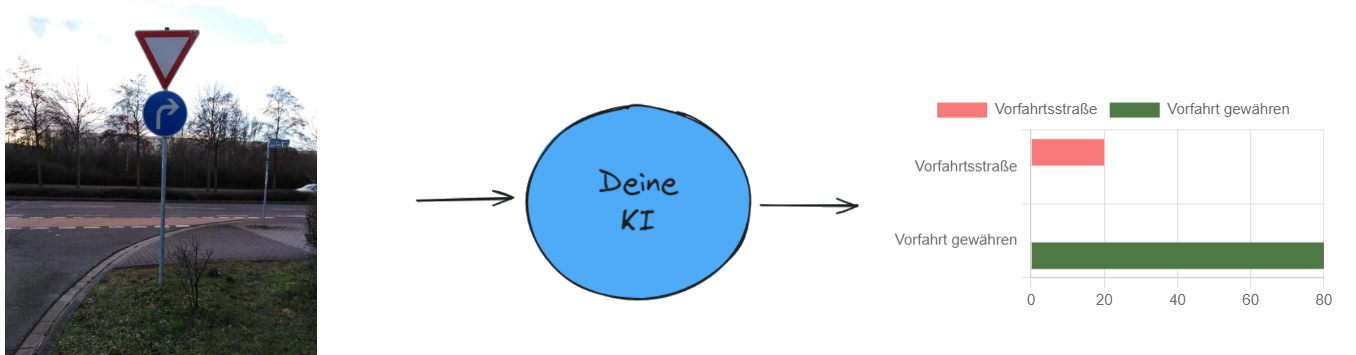 Deine
KI
Vorfahrtsstraße Vorfahrt gewähren
Vorfahrtsstraße
Vorfahrt gewähren
0 20 40 60 80